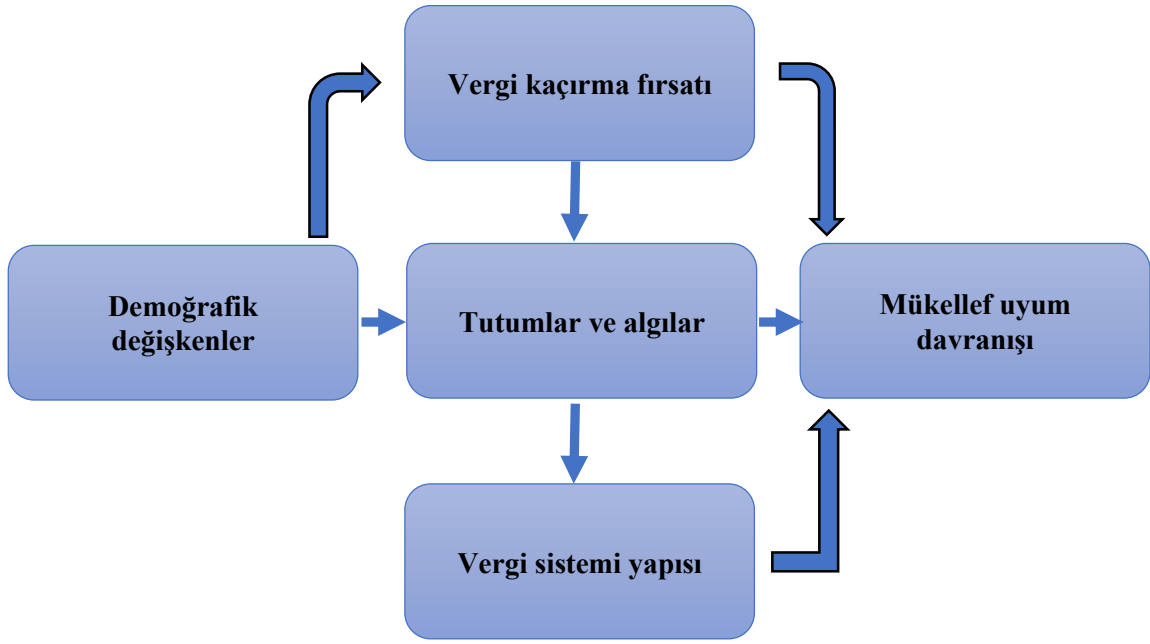 Vergi kaçırma fırsatı
Demoğrafik
değişkenler
Tutumlar ve algılar
Mükellef uyum
davranışı
Vergi sistemi yapısı